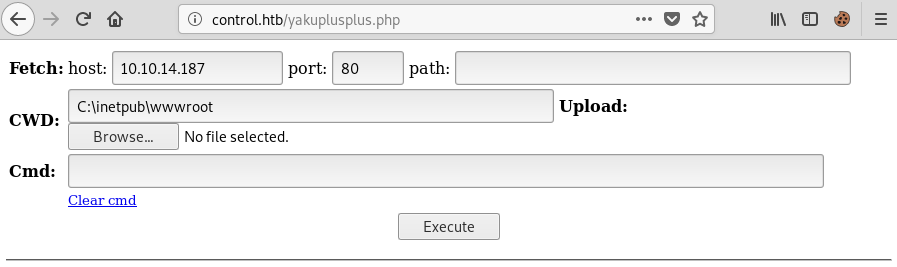 control.htb/yakuplusplus.php
Fetch: host: 10.10.14.187 port: 80 path:
CWD: C:\inetpub\wwwroot Upload:
Browse... No file selected.
Cmd:
Clear cmd
Execute